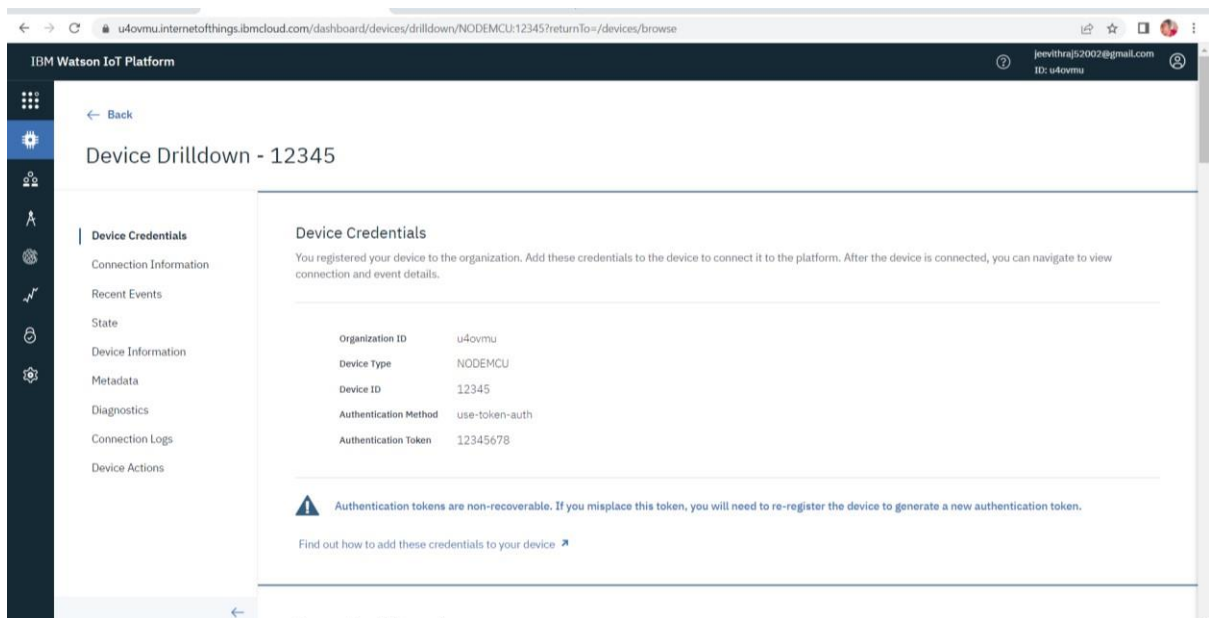 u4ovmu.internetofthings.ibmcloud.com/dashboard/devices/drilldown/NODEMCU:12345?returnTo=/devices/browse
IBM Watson IoT Platform
jeevithraj52002@gmail.com
ID: u4ovmu
Back
Device Drilldown - 12345
Device Credentials
Connection Information
Recent Events
State
Device Information
Metadata
Diagnostics
Connection Logs
Device Actions
Device Credentials
You registered your device to the organization. Add these credentials to the device to connect it to the platform. After the device is connected, you can navigate to view
connection and event details.
Organization ID u4ovmu
Device Type NODEMCU
Device ID 12345
Authentication Method use-token-auth
Authentication Token 12345678
Authentication tokens are non-recoverable. If you misplace this token, you will need to re-register the device to generate a new authentication token.
Find out how to add these credentials to your device